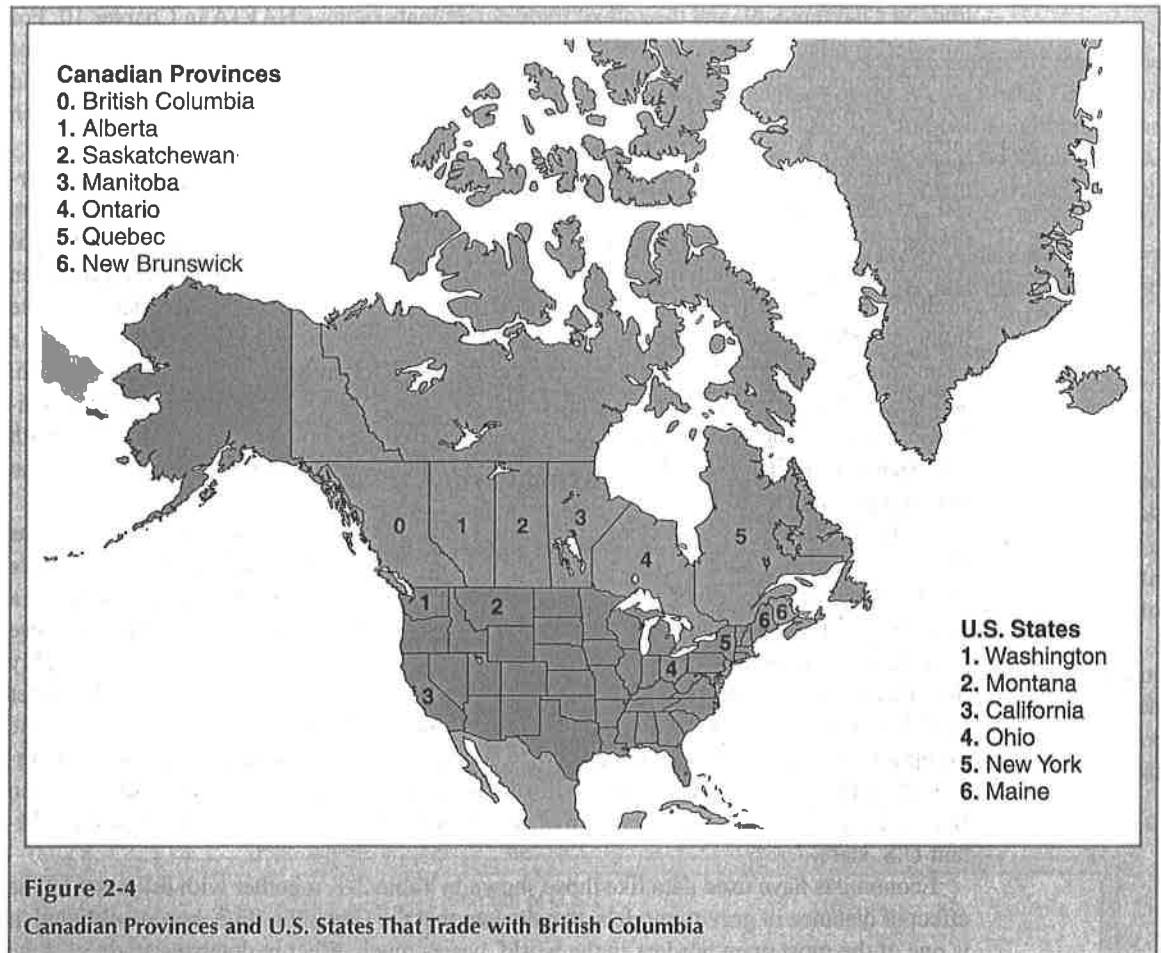 Canadian Provinces
0. British Columbia
1. Alberta
2. Saskatchewan
3. Manitoba
4. Ontario
5. Quebec
6. New Brunswick
0
1
2
3
4
5
6
6
1
2
3
4
5
U.S. States
1. Washington
2. Montana
3. California
4. Ohio
5. New York
6. Maine
Figure 2-4
Canadian Provinces and U.S. States That Trade with British Columbia